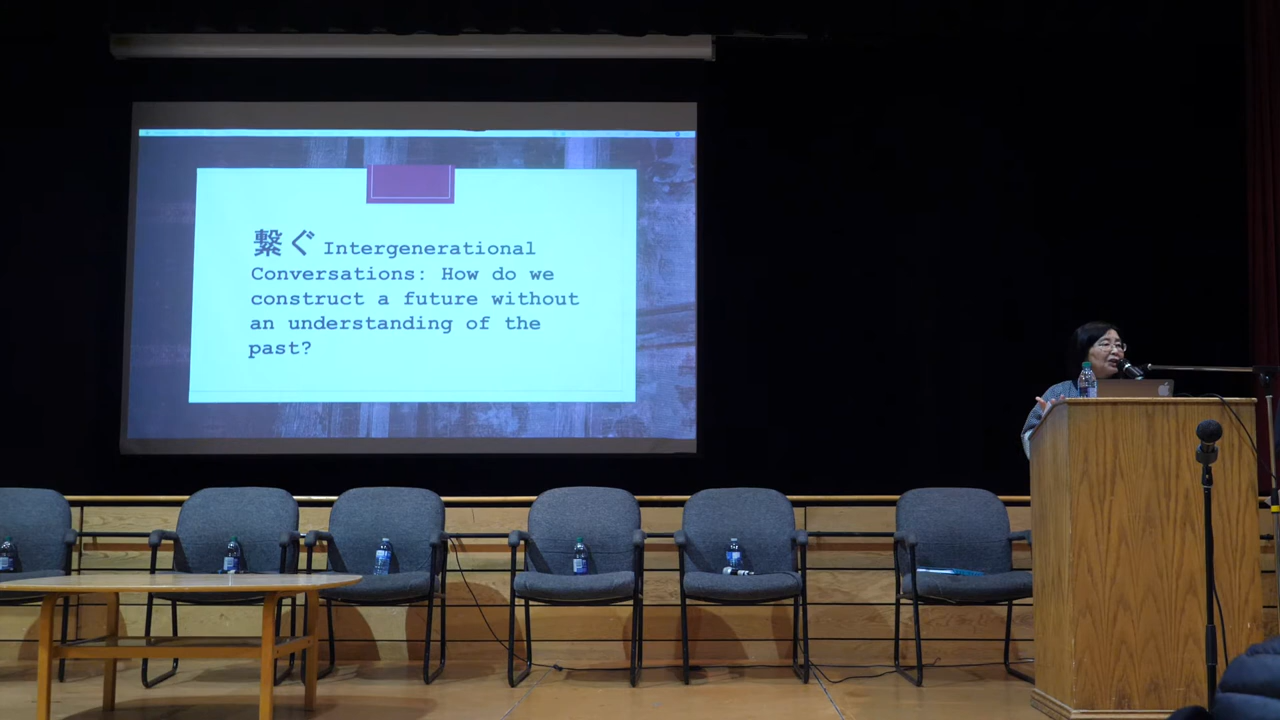 繋ぐ Intergenerational
Conversations: How do we
construct a future without
an understanding of the
past?